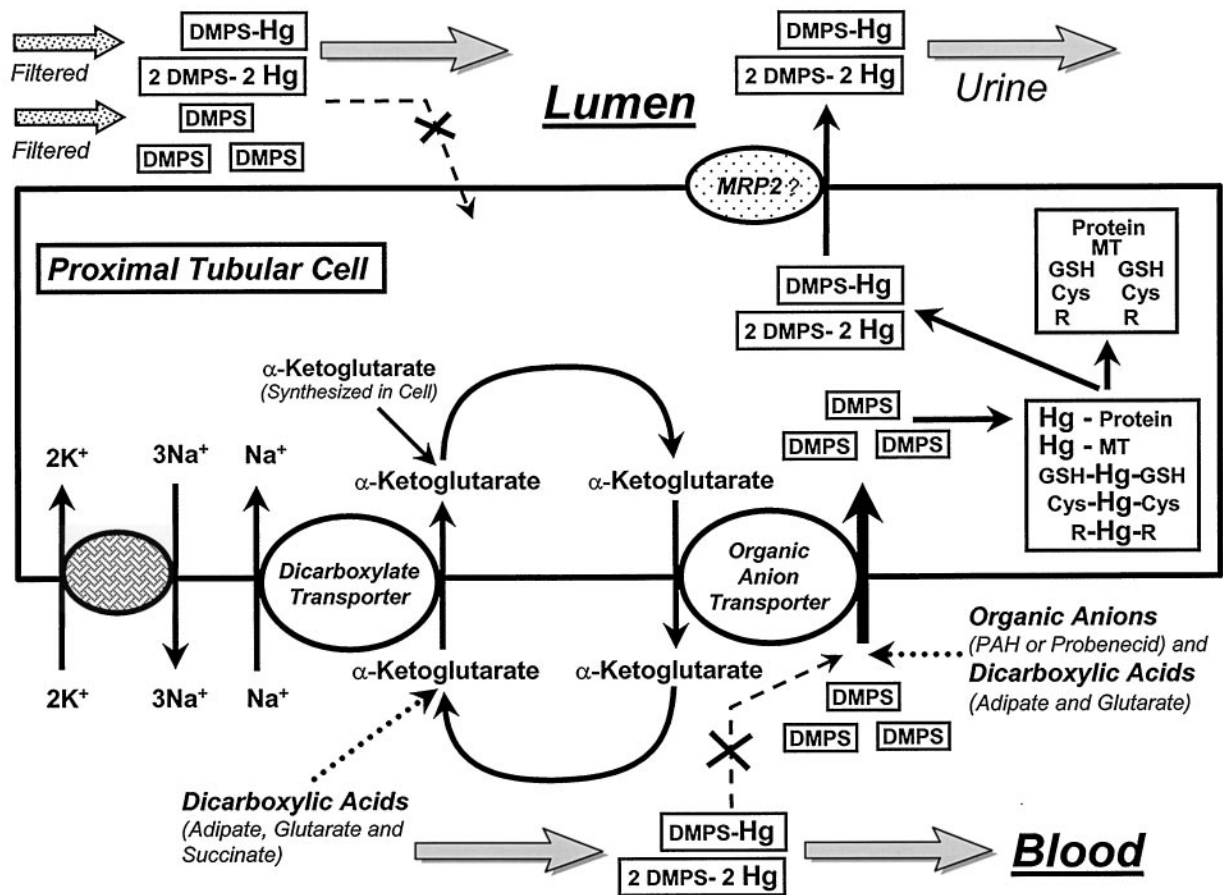 Filtered
DMPS-Hg
2 DMPS- 2 Hg
Filtered
DMPS
DMPS DMPS
Lumen
DMPS-Hg
2 DMPS- 2 Hg
Urine
MRP2?
Proximal Tubular Cell
DMPS-Hg
2 DMPS- 2 Hg
Protein
MT
GSH GSH
Cys Cys
R R
α-Ketoglutarate
(Synthesized in Cell)
DMPS
DMPS DMPS
Hg - Protein
Hg - MT
GSH-Hg-GSH
Cys-Hg-Cys
R-Hg-R
2K⁺ 3Na⁺ Na⁺
α-Ketoglutarate α-Ketoglutarate
Dicarboxylate
Transporter
Organic
Anion
Transporter
2K⁺ 3Na⁺ Na⁺
α-Ketoglutarate α-Ketoglutarate
Organic Anions
(PAH or Probenecid) and
Dicarboxylic Acids
(Adipate and Glutarate)
DMPS
DMPS DMPS
Dicarboxylic Acids
(Adipate, Glutarate and
Succinate)
DMPS-Hg
2 DMPS- 2 Hg
Blood